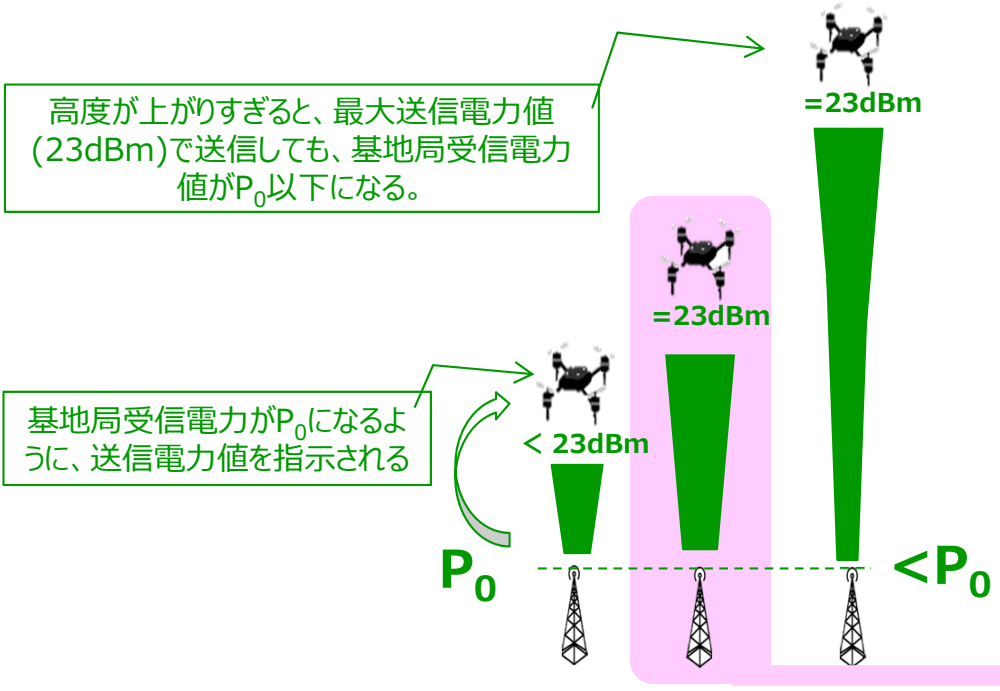 =23dBm
高度が上がりすぎると、最大送信電力値
(23dBm)で送信しても、基地局受信電力
値がP₀以下になる。
=23dBm
基地局受信電力がP₀になるよ
うに、送信電力値を指示される
< 23dBm
P₀
<P₀